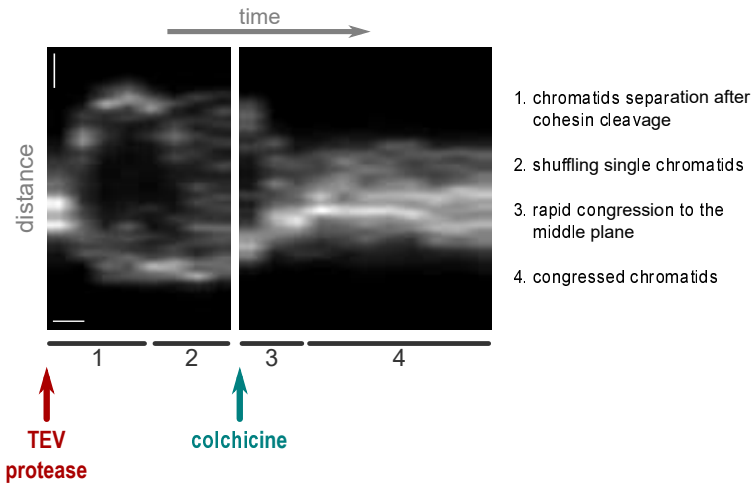 time
distance
1. chromatids separation after
cohesin cleavage
2. shuffling single chromatids
3. rapid congression to the
middle plane
4. congressed chromatids
1 2 3 4
TEV
protease
colchicine